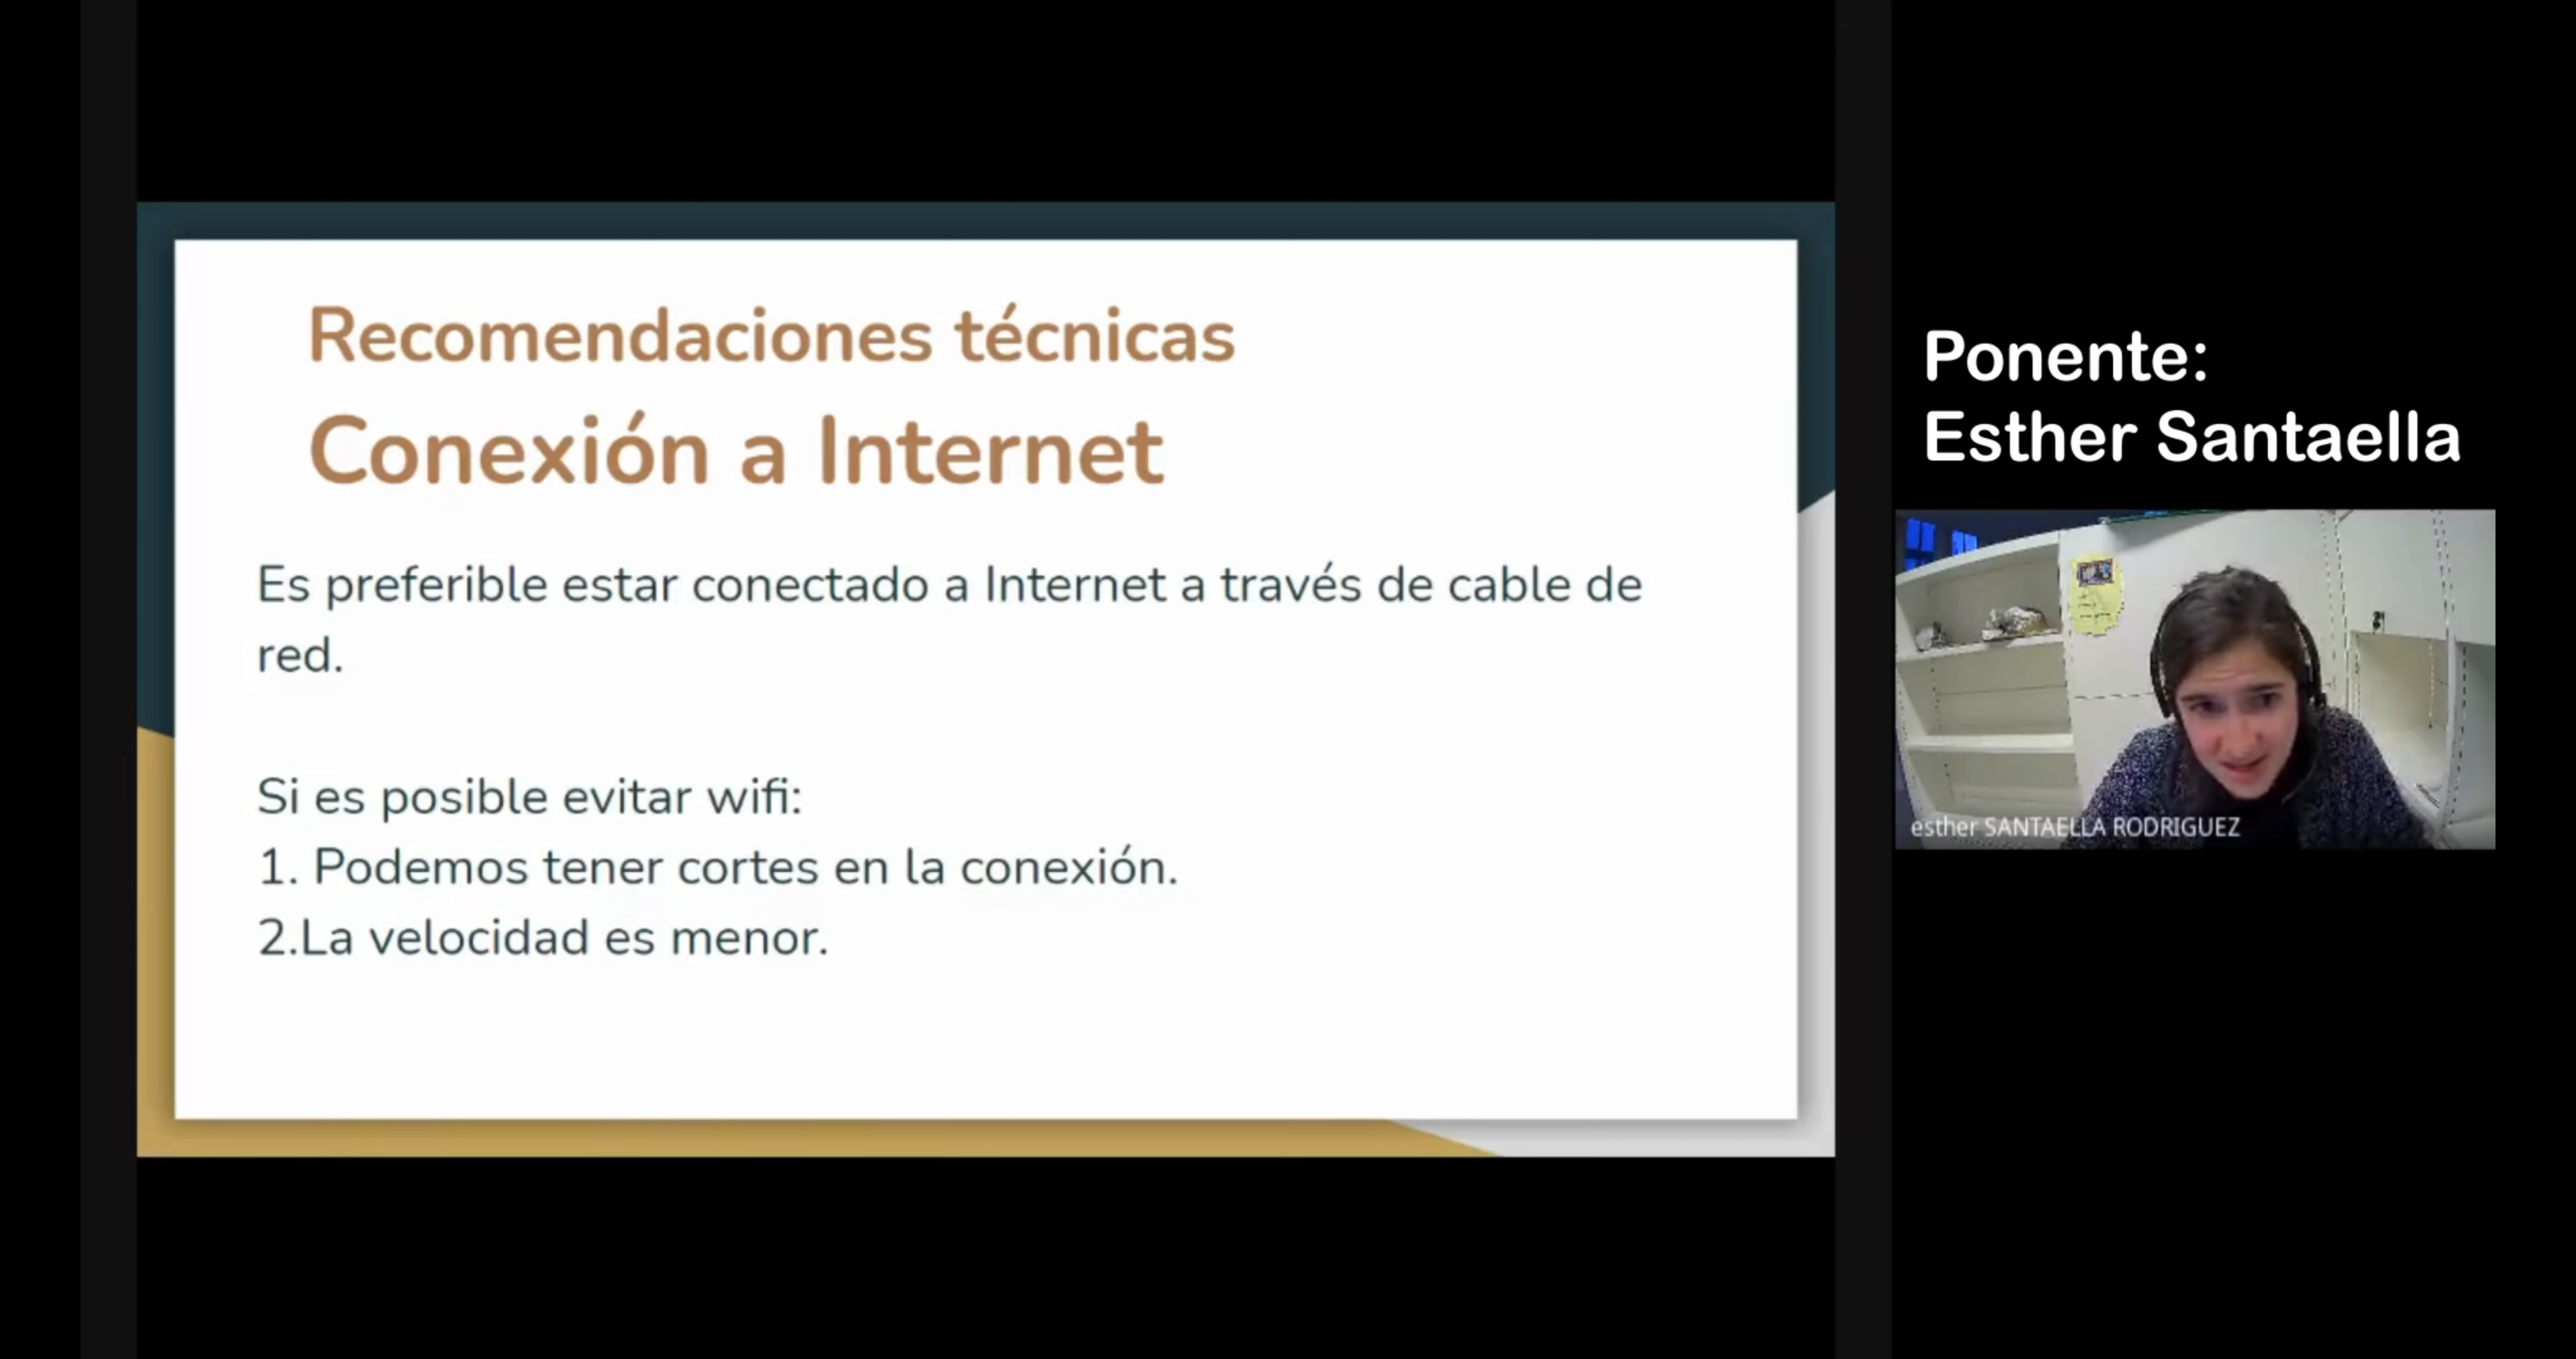 Recomendaciones técnicas
Conexión a Internet
Es preferible estar conectado a Internet a través de cable de
red.
Si es posible evitar wifi:
1. Podemos tener cortes en la conexión.
2.La velocidad es menor.
Ponente:
Esther Santaella
esther SANTAELLA RODRIGUEZ